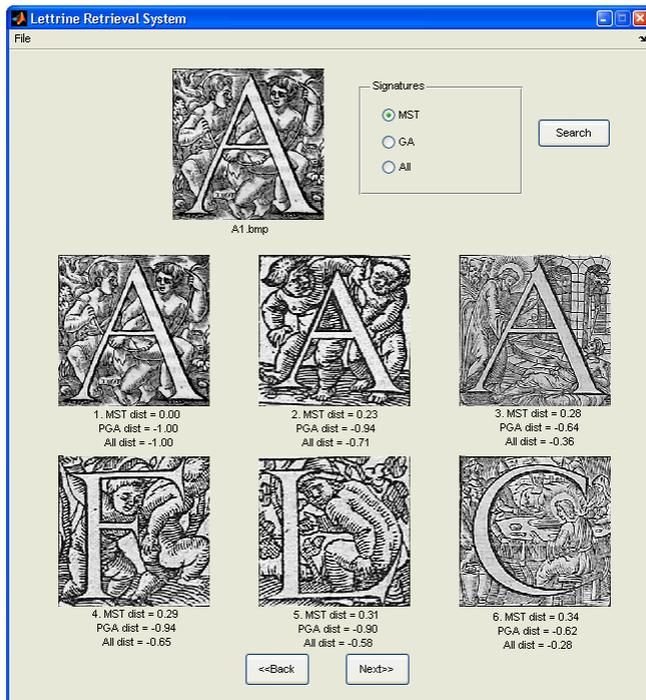 Lettrine Retrieval System
File
Signatures
MST
GA
All
Search
A
A1.bmp
A
A
A
1. MST dist = 0.00
PGA dist = -1.00
All dist = -1.00
2. MST dist = 0.23
PGA dist = -0.94
All dist = -0.71
3. MST dist = 0.28
PGA dist = -0.64
All dist = -0.36
F
L
C
4. MST dist = 0.29
PGA dist = -0.94
All dist = -0.65
5. MST dist = 0.31
PGA dist = -0.90
All dist = -0.58
6. MST dist = 0.34
PGA dist = -0.62
All dist = -0.28
<<Back
Next>>